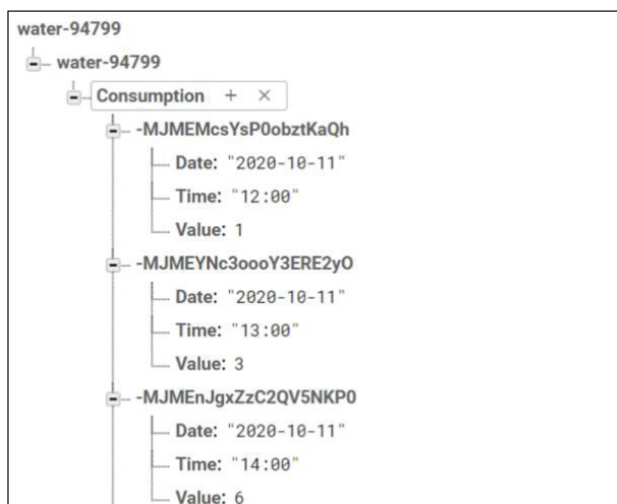 water-94799
water-94799
Consumption + ×
-MJMEMcsYsP0obztKaQh
Date: "2020-10-11"
Time: "12:00"
Value: 1
-MJMEYNc3oooY3ERE2yO
Date: "2020-10-11"
Time: "13:00"
Value: 3
-MJMEnJgxZzC2QV5NKP0
Date: "2020-10-11"
Time: "14:00"
Value: 6